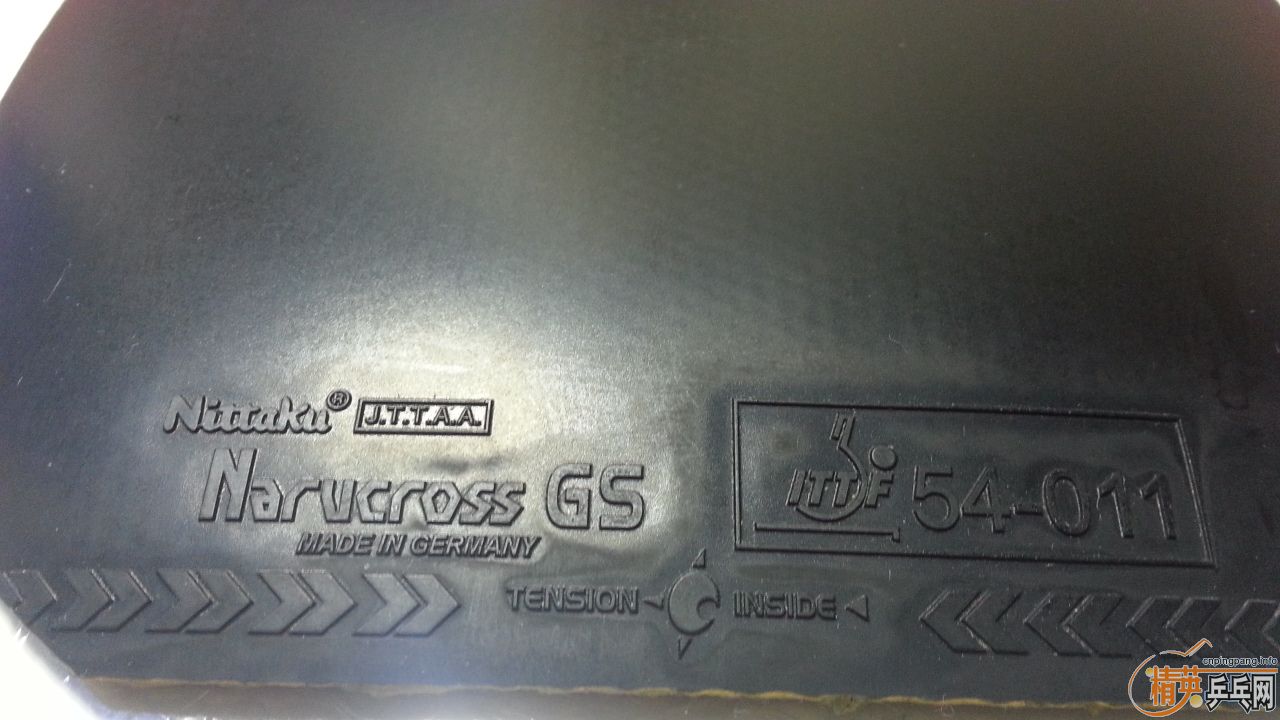 Nittaku® J.T.T.A.A.
Narucross GS
MADE IN GERMANY
ITTF 54-011
TENSION INSIDE
cnpingpang.info
精英乒乓网